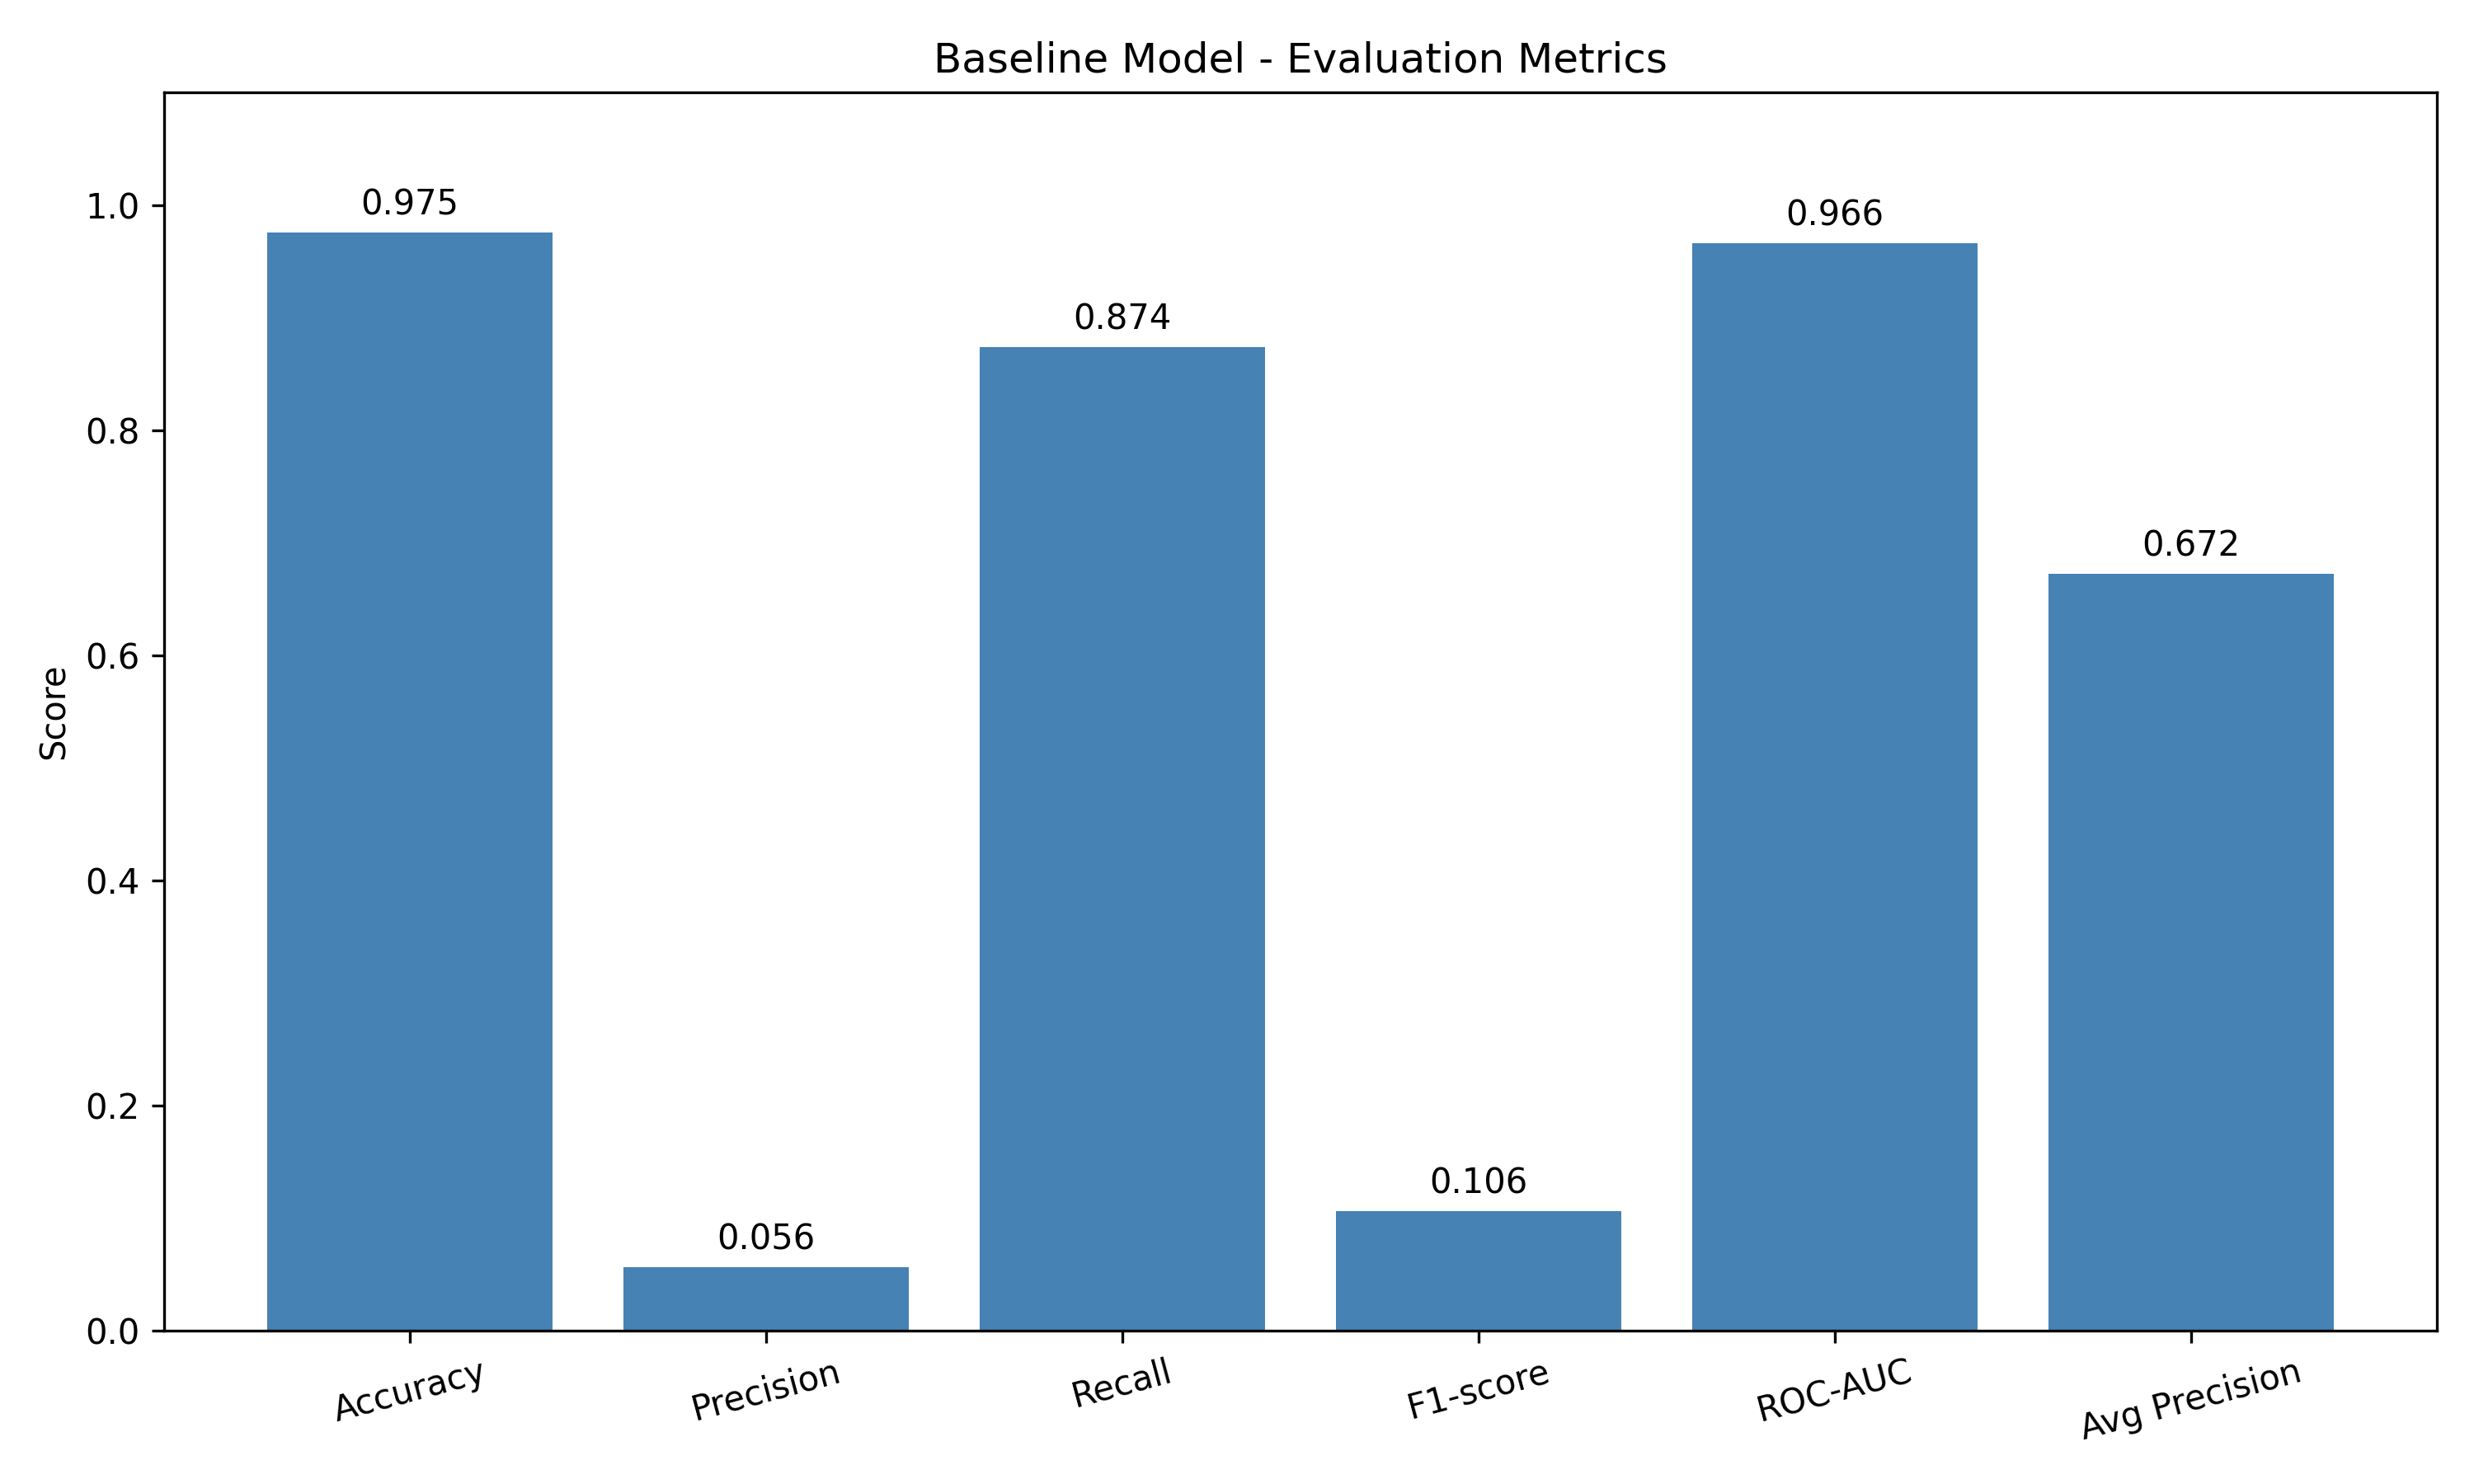 Baseline Model - Evaluation Metrics
Score
1.0
0.8
0.6
0.4
0.2
0.0
0.975
0.056
0.874
0.106
0.966
0.672
Accuracy
Precision
Recall
F1-score
ROC-AUC
Avg Precision